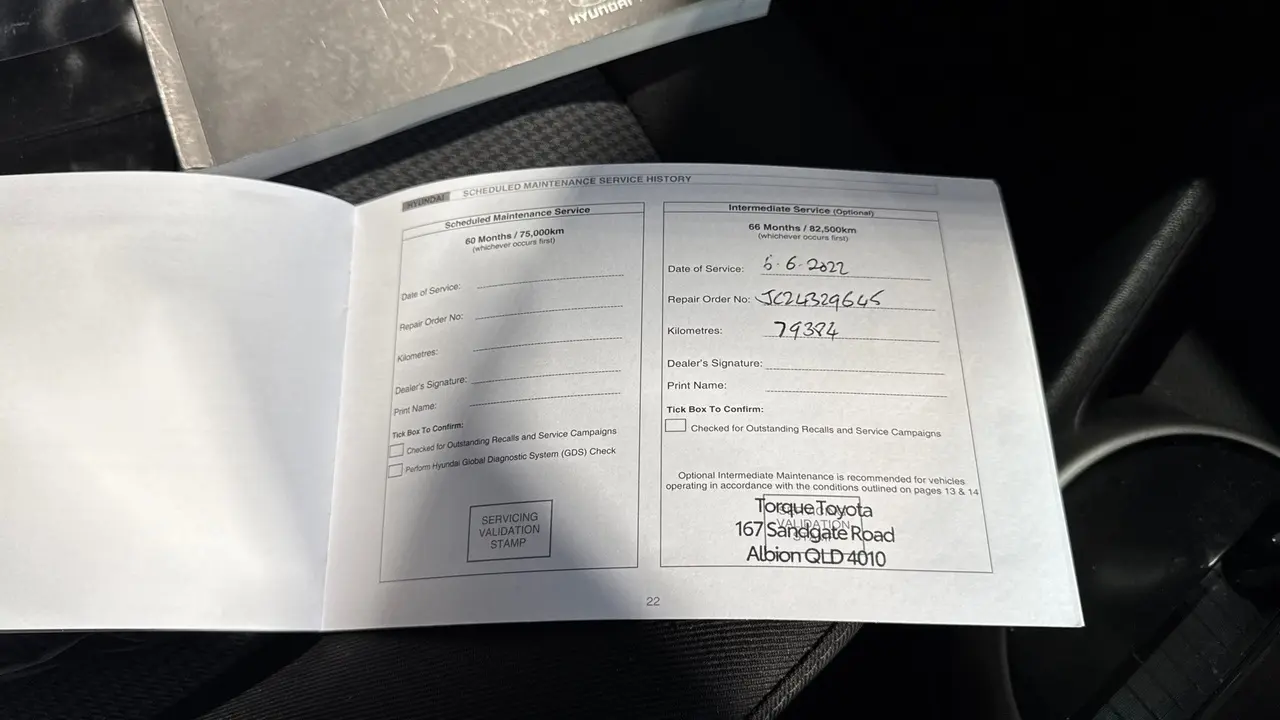 HYUNDAI
HYUNDAI SCHEDULED MAINTENANCE SERVICE HISTORY
Scheduled Maintenance Service
60 Months / 75,000km
(whichever occurs first)
Date of Service:
Repair Order No:
Kilometres:
Dealer's Signature:
Print Name:
Tick Box To Confirm:
Checked for Outstanding Recalls and Service Campaigns
Perform Hyundai Global Diagnostic System (GDS) Check
SERVICING
VALIDATION
STAMP
Intermediate Service (Optional)
66 Months / 82,500km
(whichever occurs first)
Date of Service: 6.6.2022
Repair Order No: JC24329645
Kilometres: 79384
Dealer's Signature:
Print Name:
Tick Box To Confirm:
Checked for Outstanding Recalls and Service Campaigns
Optional Intermediate Maintenance is recommended for vehicles
operating in accordance with the conditions outlined on pages 13 & 14
Torque Toyota
VALIDATION
167 Sandgate Road
Albion QLD 4010
22